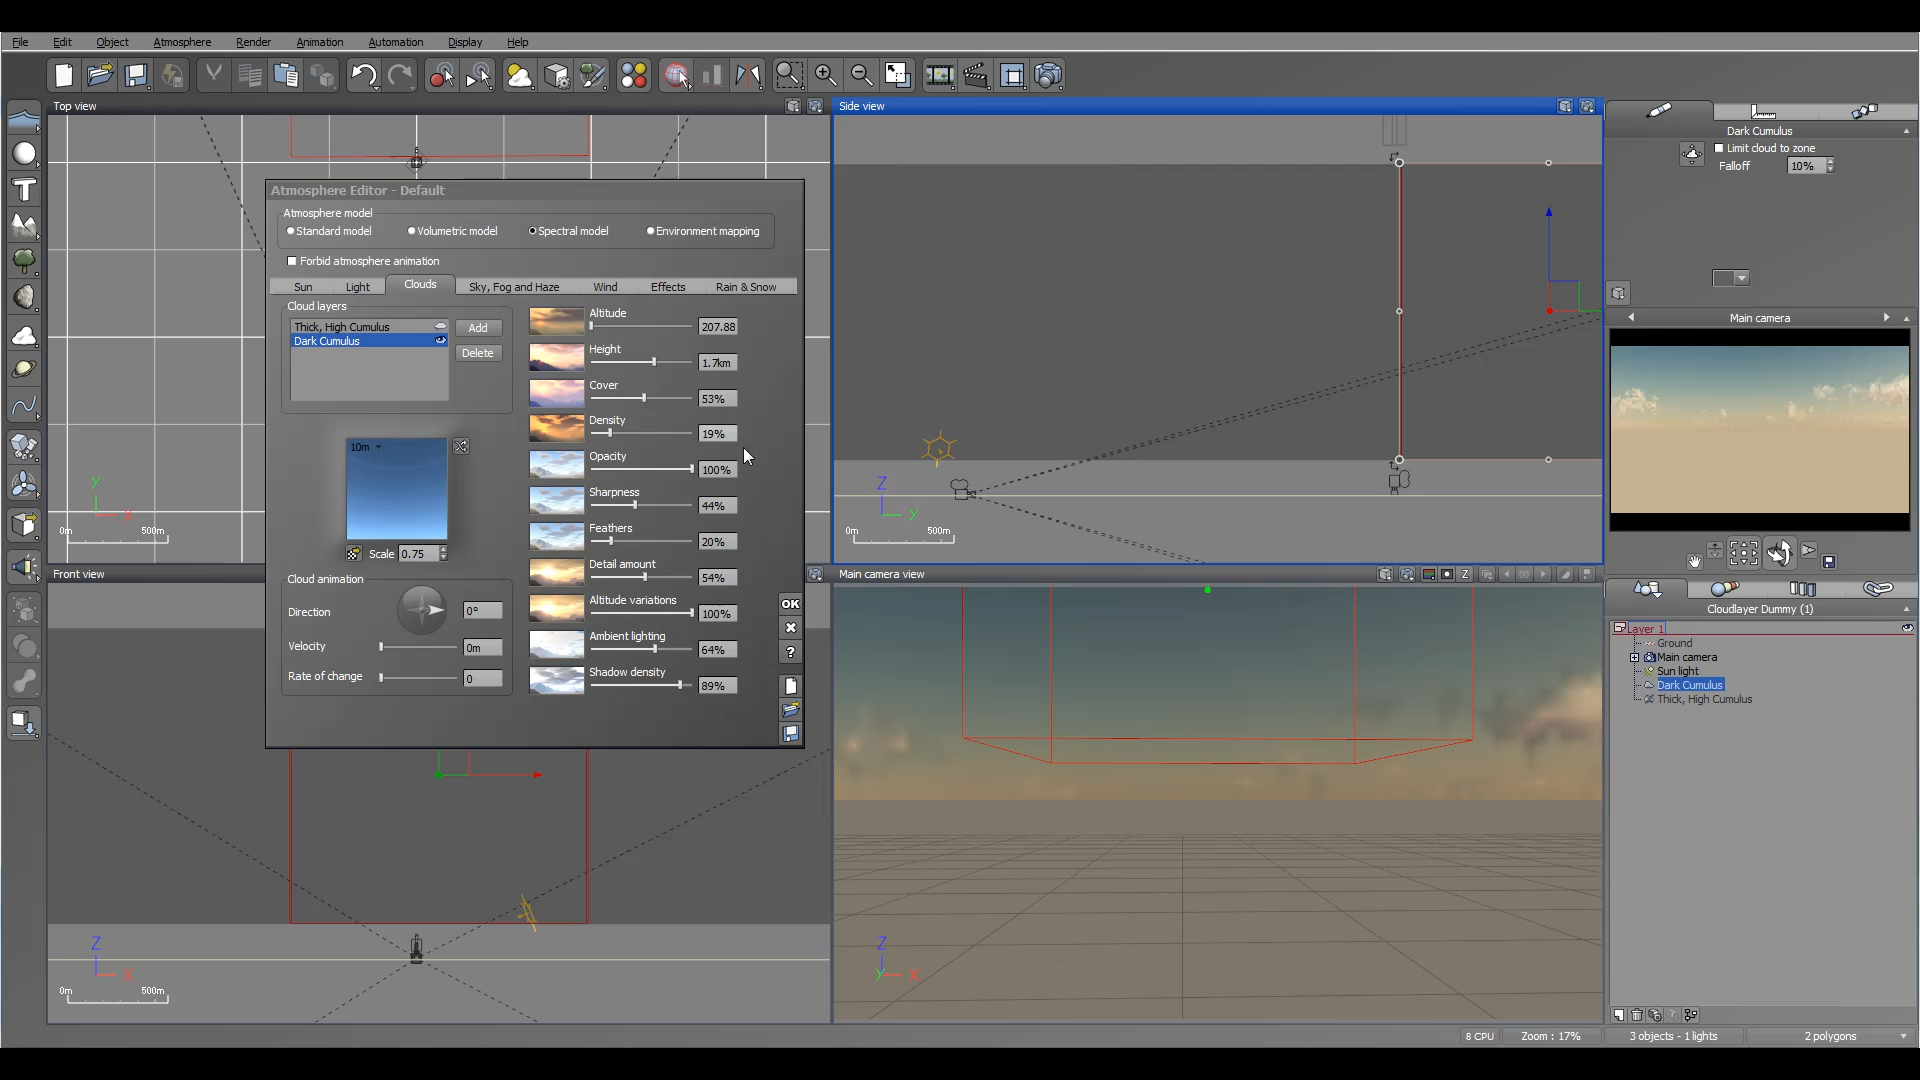 File Edit Object Atmosphere Render Animation Automation Display Help
Top view
Side view
Dark Cumulus
Limit cloud to zone
Falloff 10%
Atmosphere Editor - Default
Atmosphere model
Standard model Volumetric model Spectral model Environment mapping
Forbid atmosphere animation
Sun Light Clouds Sky, Fog and Haze Wind Effects Rain & Snow
Cloud layers
Thick, High Cumulus
Dark Cumulus
Add
Delete
10m
Scale 0.75
Cloud animation
Direction 0°
Velocity 0m
Rate of change 0
Altitude 207.88
Height 1.7km
Cover 53%
Density 19%
Opacity 100%
Sharpness 44%
Feathers 20%
Detail amount 54%
Altitude variations 100%
Ambient lighting 64%
Shadow density 89%
OK
?
Y X
0m 500m
Z Y
0m 500m
Main camera
Front view
Main camera view
Z
Z X
0m 500m
Z Y X
Cloudlayer Dummy (1)
Layer 1
Ground
Main camera
Sun light
Dark Cumulus
Thick, High Cumulus
8 CPU Zoom : 17% 3 objects - 1 lights 2 polygons